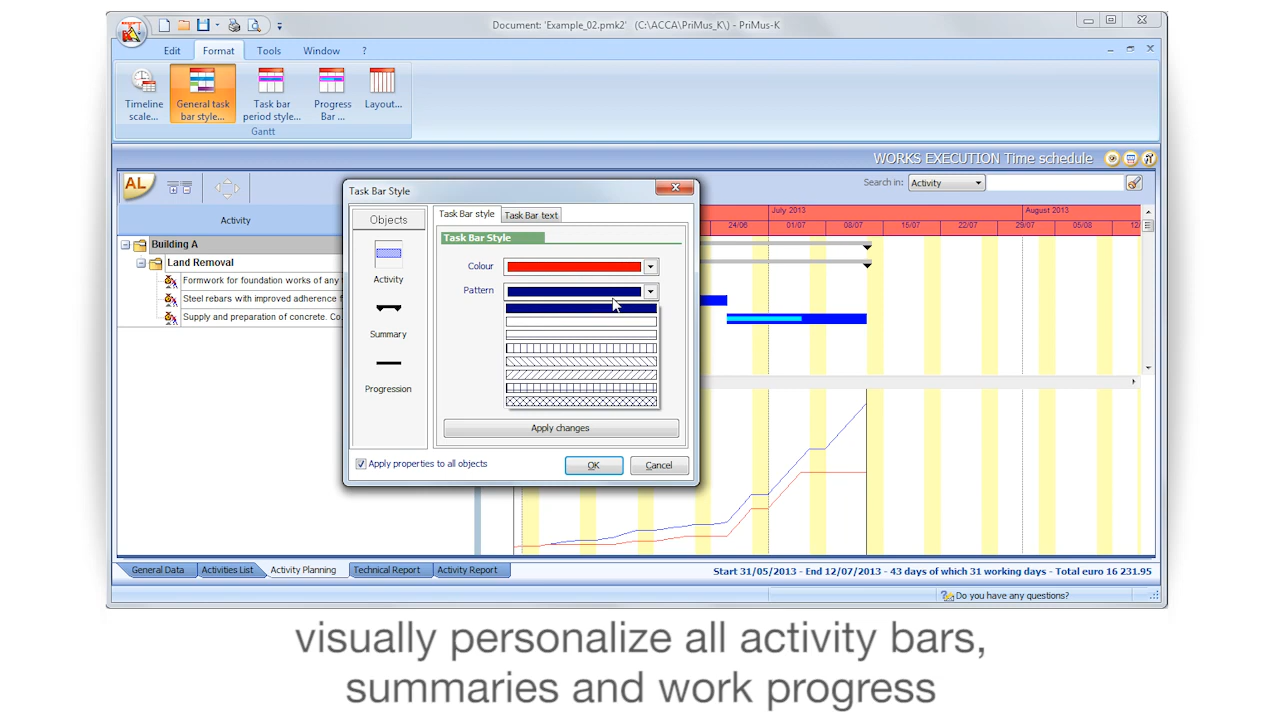 Document: 'Example_02.pmk2' (C:\ACCA\PriMus_K\) - PriMus-K
Edit Format Tools Window ?
Timeline scale...
General task bar style...
Task bar period style...
Progress Bar ...
Layout...
Gantt
WORKS EXECUTION Time schedule
AL
Search in: Activity
Activity
July 2013 August 2013
24/06 01/07 08/07 15/07 22/07 29/07 05/08 12/
Building A
Land Removal
Formwork for foundation works of any
Steel rebars with improved adherence f
Supply and preparation of concrete. Co.
Task Bar Style
Objects
Activity
Summary
Progression
Task Bar style Task Bar text
Task Bar Style
Colour
Pattern
Apply changes
Apply properties to all objects
OK Cancel
General Data Activities List Activity Planning Technical Report Activity Report
Start 31/05/2013 - End 12/07/2013 - 43 days of which 31 working days - Total euro 16 231.95
Do you have any questions?
visually personalize all activity bars,
summaries and work progress